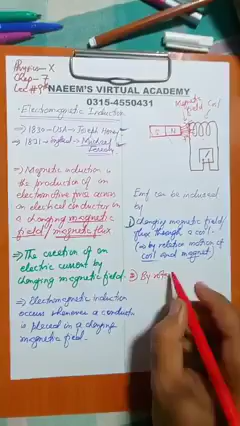 Physics-X
Chap-7
Lec #
NAEEM'S VIRTUAL ACADEMY
0315-4550431
Electromagnetic Induction
⇒ 1830-USA-Joseph Henry
⇒ 1831-England-Michael
Magnetic Field
Coil
S N
⇒ Magnetic induction
is the production of an
electromotive force across
an electrical conductor in
a changing magnetic
field/magnetic flux
⇒ The creation of an
electric current by
changing magnetic field.
⇒ Electromagnetic induction
occurs whenever a conductor
is placed in a changing
magnetic field.
Emf can be induced
by
1) Changing magnetic field/
flux through a coil
(⇒ by relation motion of
coil and magnet)
2) By